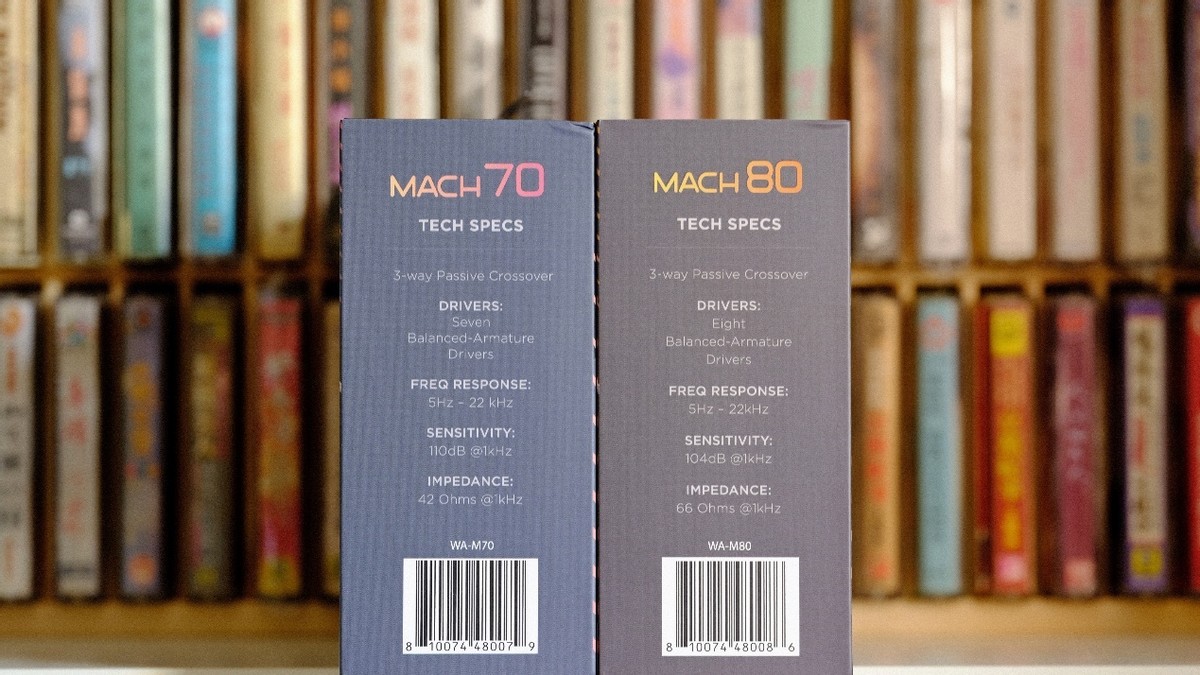 MACH 70
TECH SPECS
3-way Passive Crossover
DRIVERS:
Seven
Balanced-Armature
Drivers
FREQ RESPONSE:
5Hz – 22 kHz
SENSITIVITY:
110dB @1kHz
IMPEDANCE:
42 Ohms @1kHz
WA-M70
8 10074 48007 9
MACH 80
TECH SPECS
3-way Passive Crossover
DRIVERS:
Eight
Balanced-Armature
Drivers
FREQ RESPONSE:
5Hz – 22kHz
SENSITIVITY:
104dB @1kHz
IMPEDANCE:
66 Ohms @1kHz
WA-M80
8 10074 48008 6